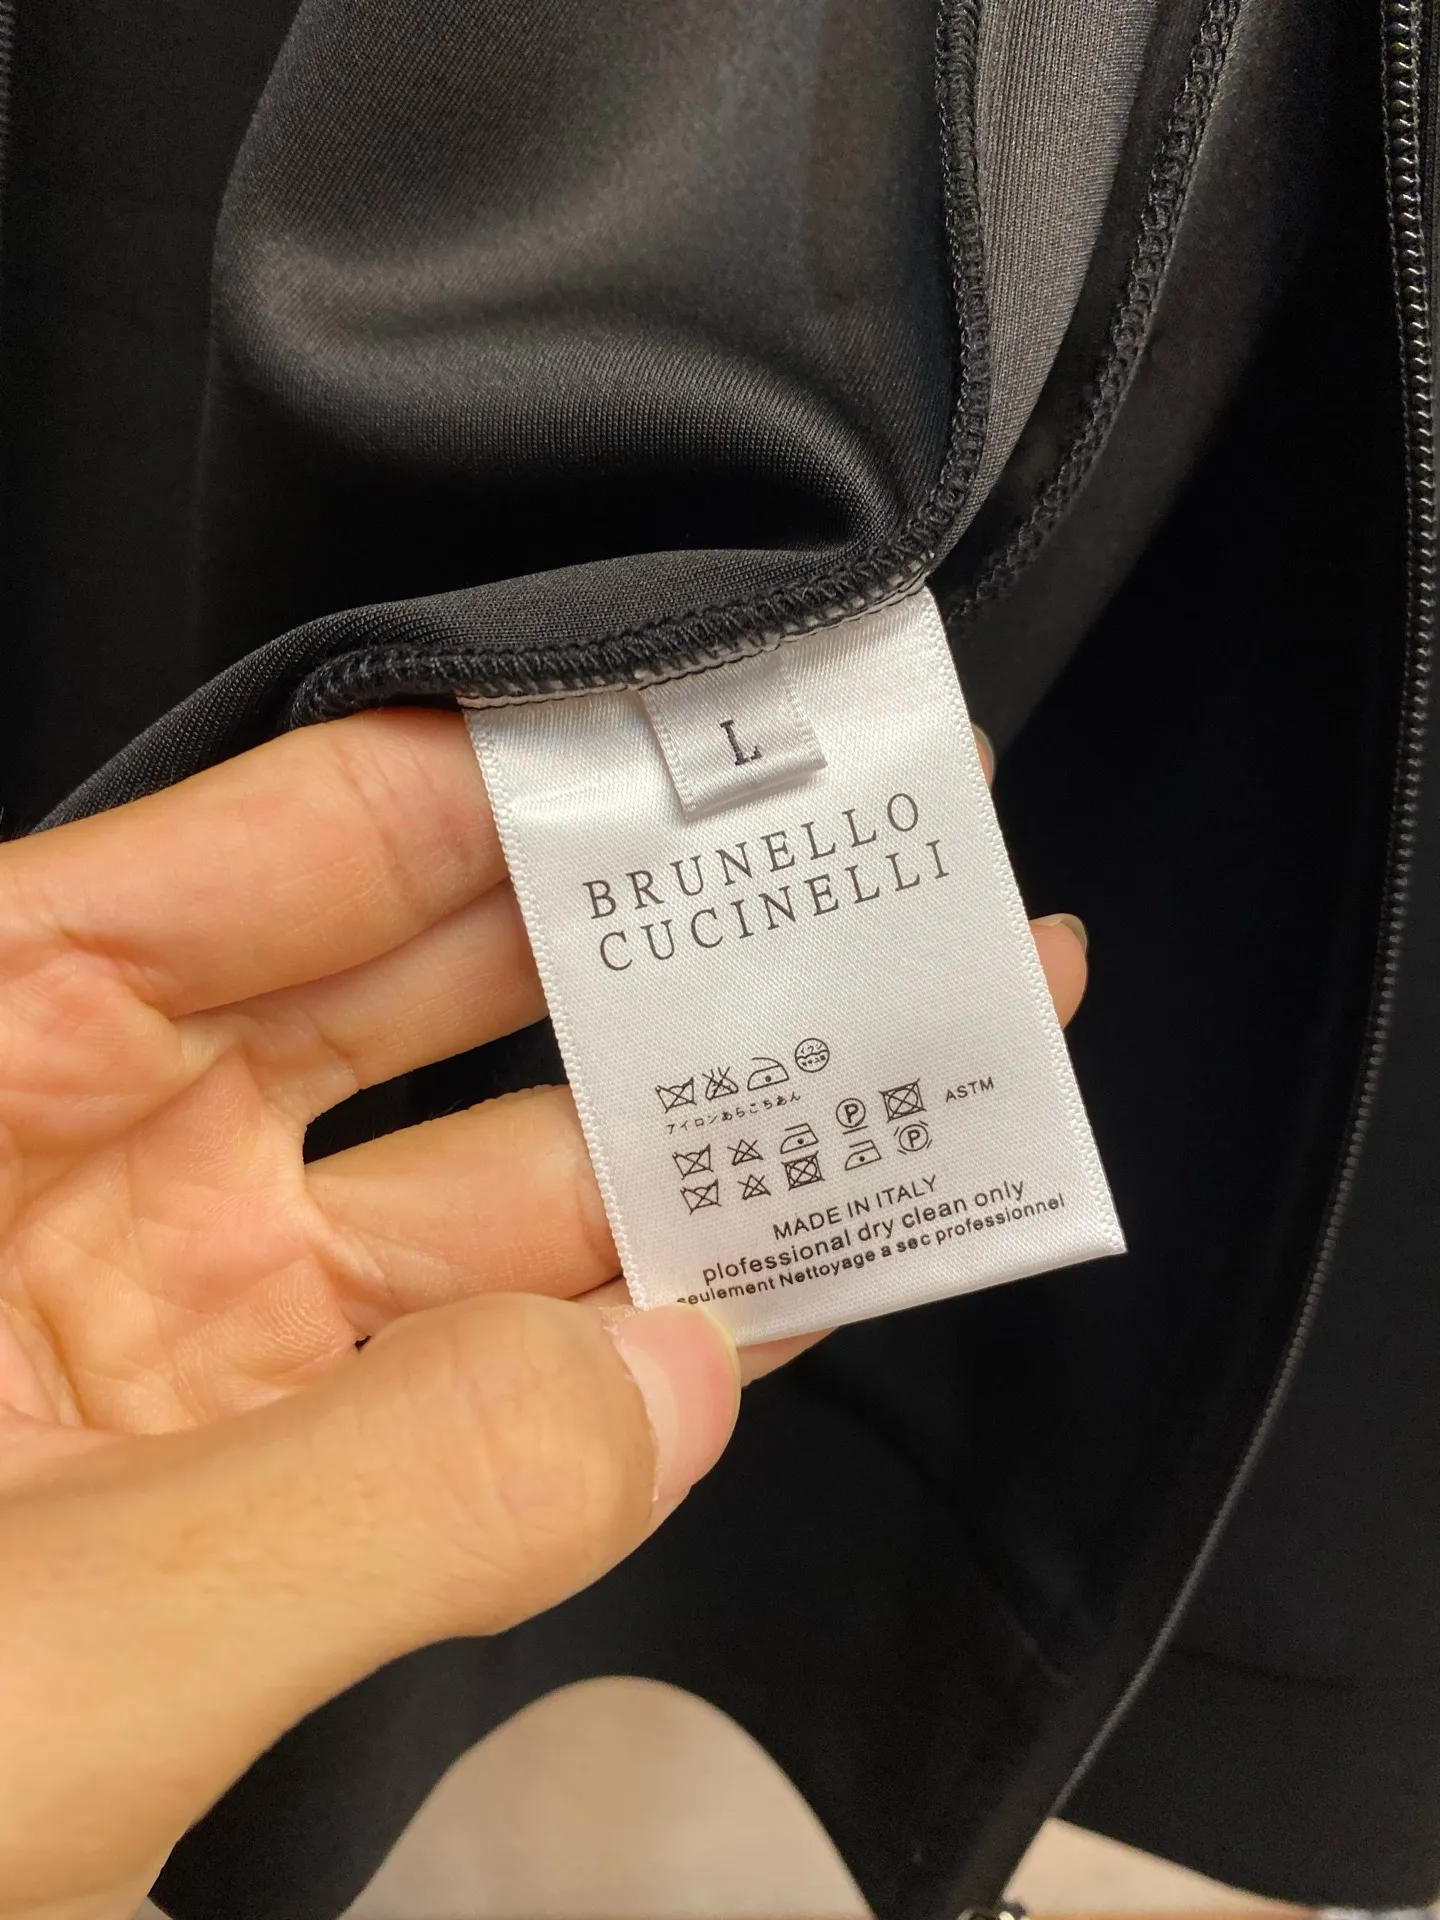 L
BRUNELLO
CUCINELLI
アイロンあらこちあん
P
ASTM
P
MADE IN ITALY
plofessional dry clean only
seulement Nettoyage a sec professionnel